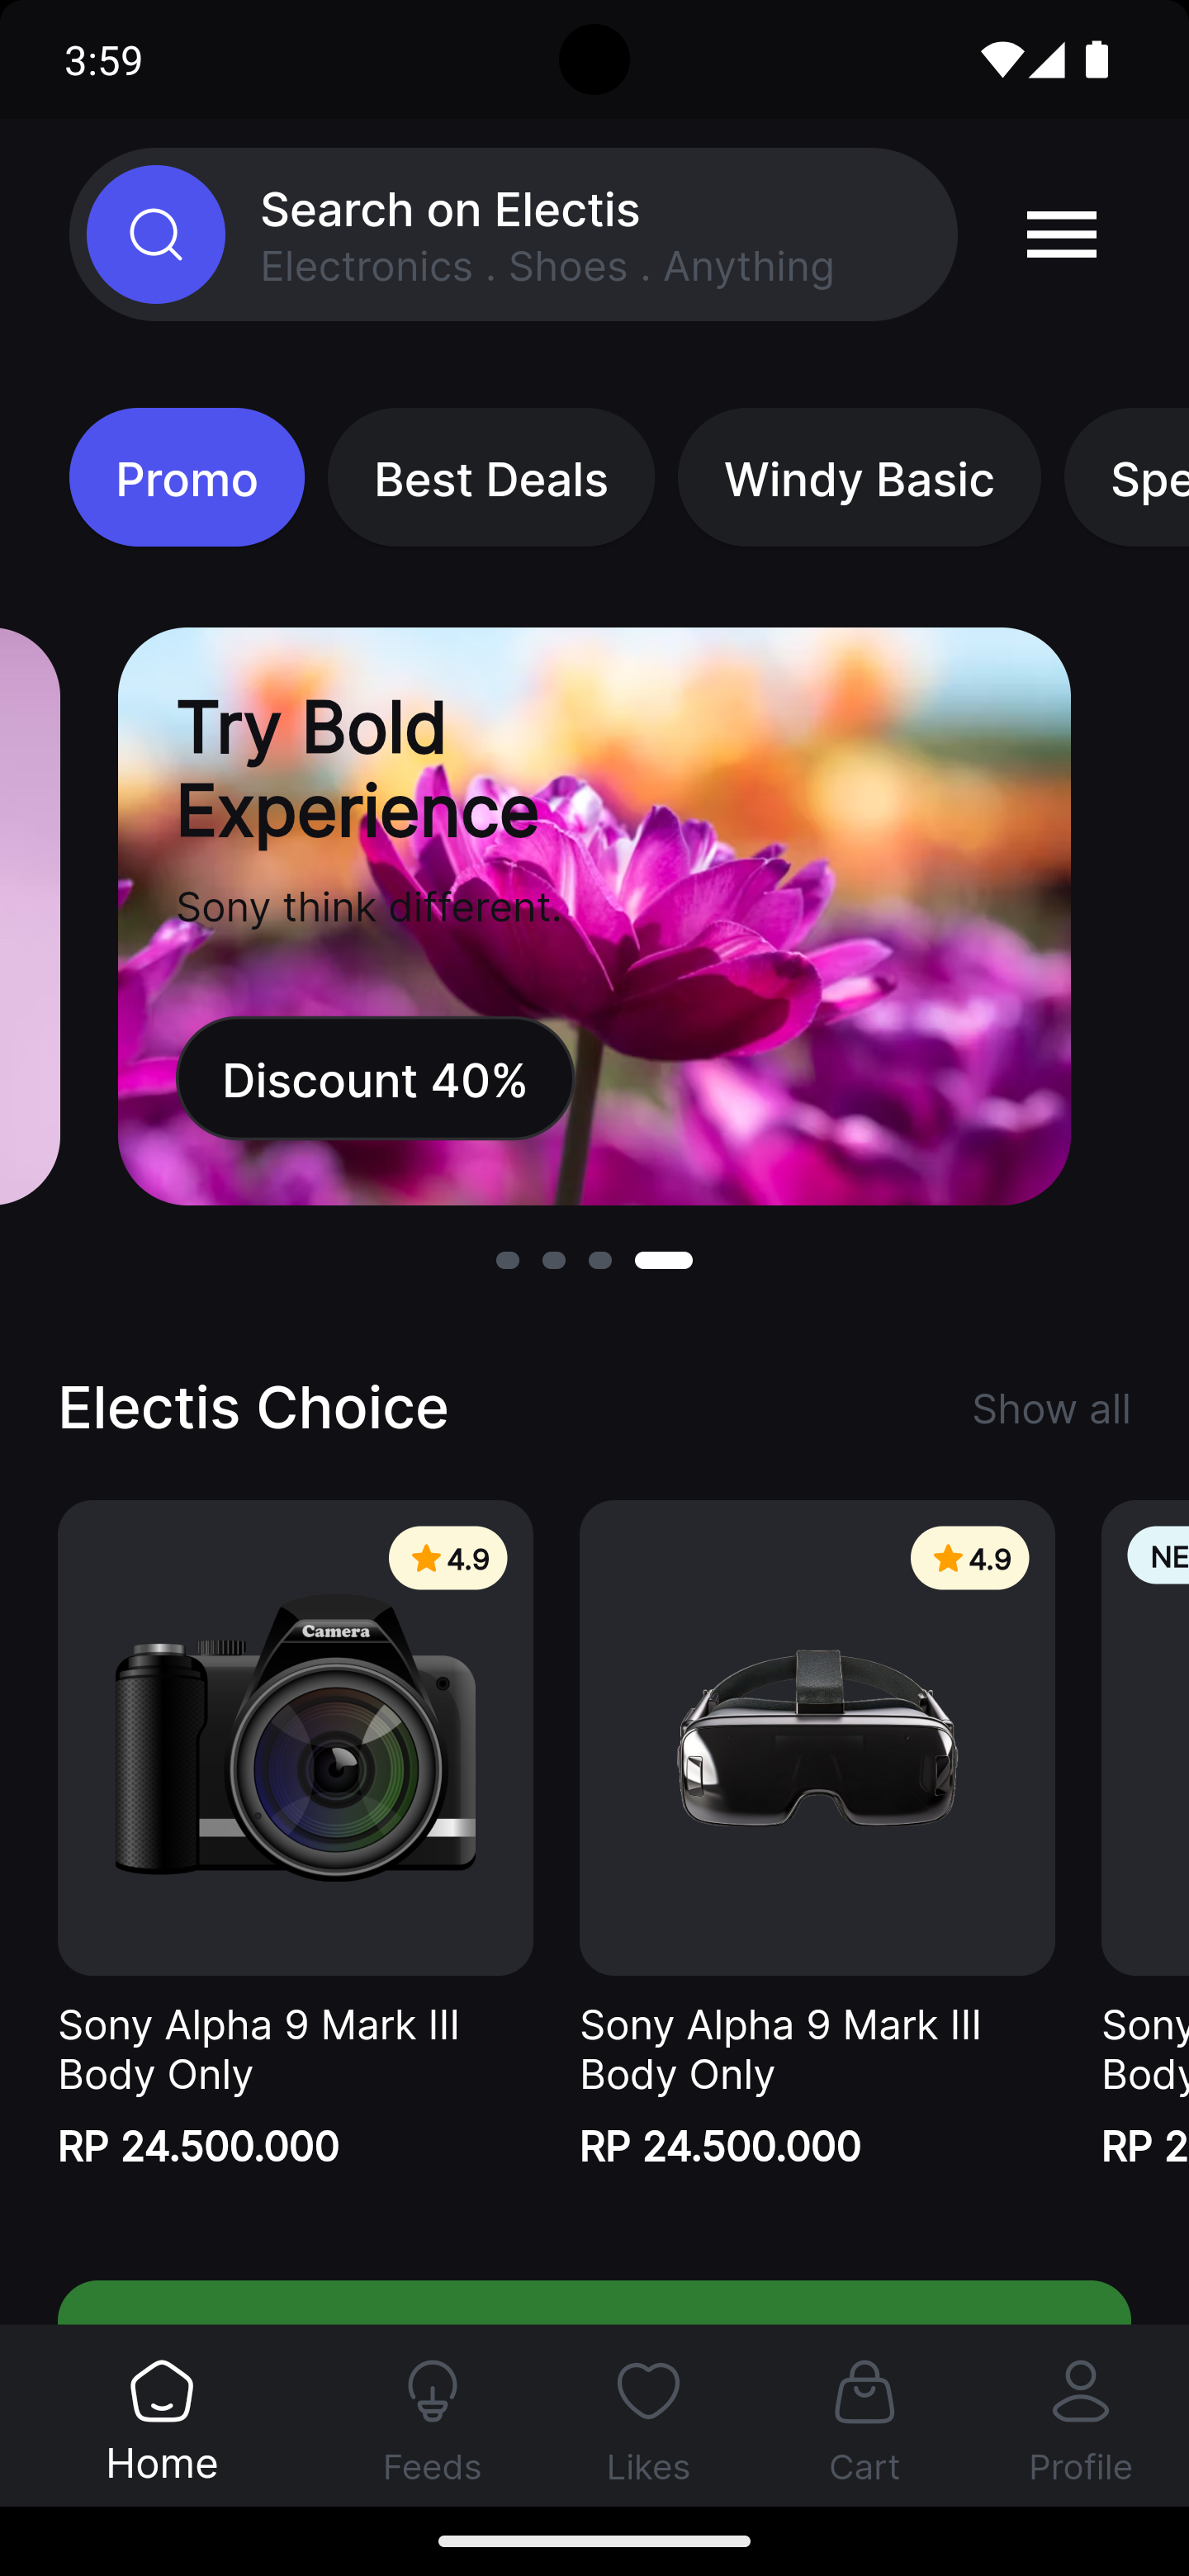 3:59
Search on Electis
Electronics . Shoes . Anything
Promo
Best Deals
Windy Basic
Spe
Try Bold
Experience
Sony think different.
Discount 40%
Electis Choice
Show all
4.9
4.9
NE
Camera
Sony Alpha 9 Mark III
Body Only
RP 24.500.000
Sony Alpha 9 Mark III
Body Only
RP 24.500.000
Sony
Body
RP 2
Home
Feeds
Likes
Cart
Profile